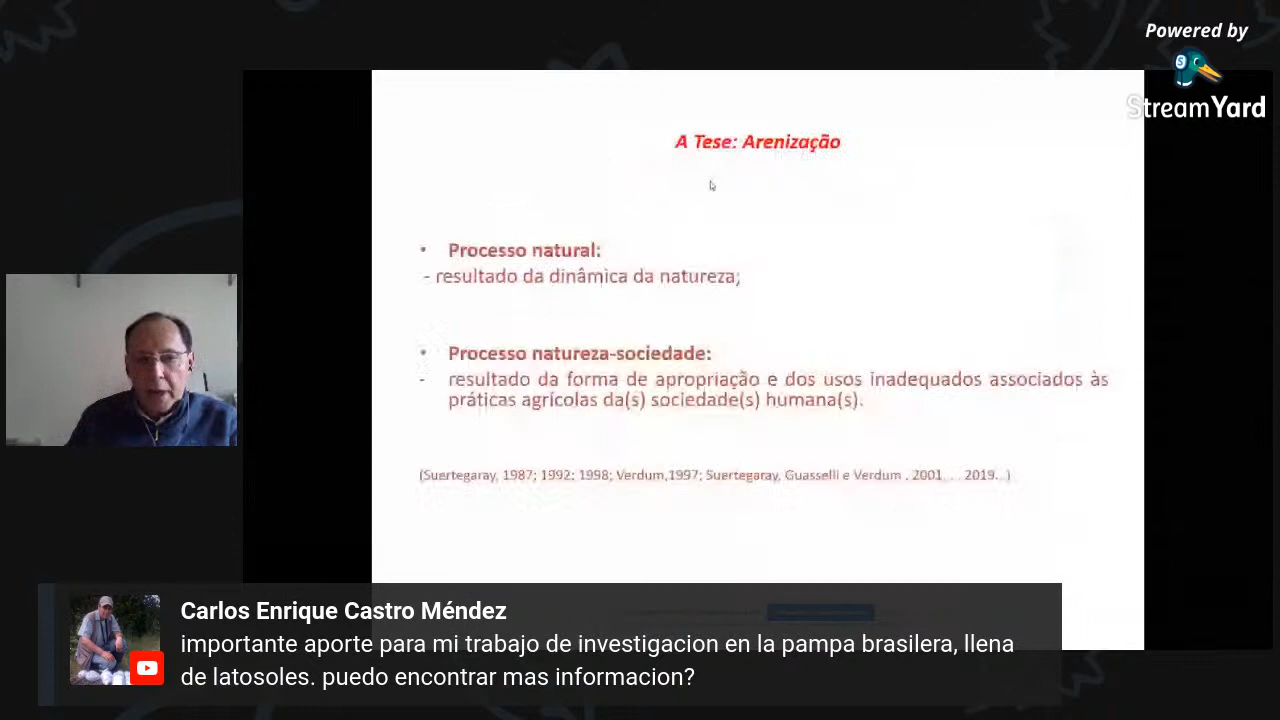 Powered by
StreamYard
A Tese: Arenização
• Processo natural:
- resultado da dinâmica da natureza;
• Processo natureza-sociedade:
- resultado da forma de apropriação e dos usos inadequados associados às
práticas agrícolas da(s) sociedade(s) humana(s).
(Suertegaray, 1987; 1992; 1998; Verdum,1997; Suertegaray, Guasselli e Verdum . 2001, ... 2019...)
Carlos Enrique Castro Méndez
importante aporte para mi trabajo de investigacion en la pampa brasilera, llena
de latosoles. puedo encontrar mas informacion?